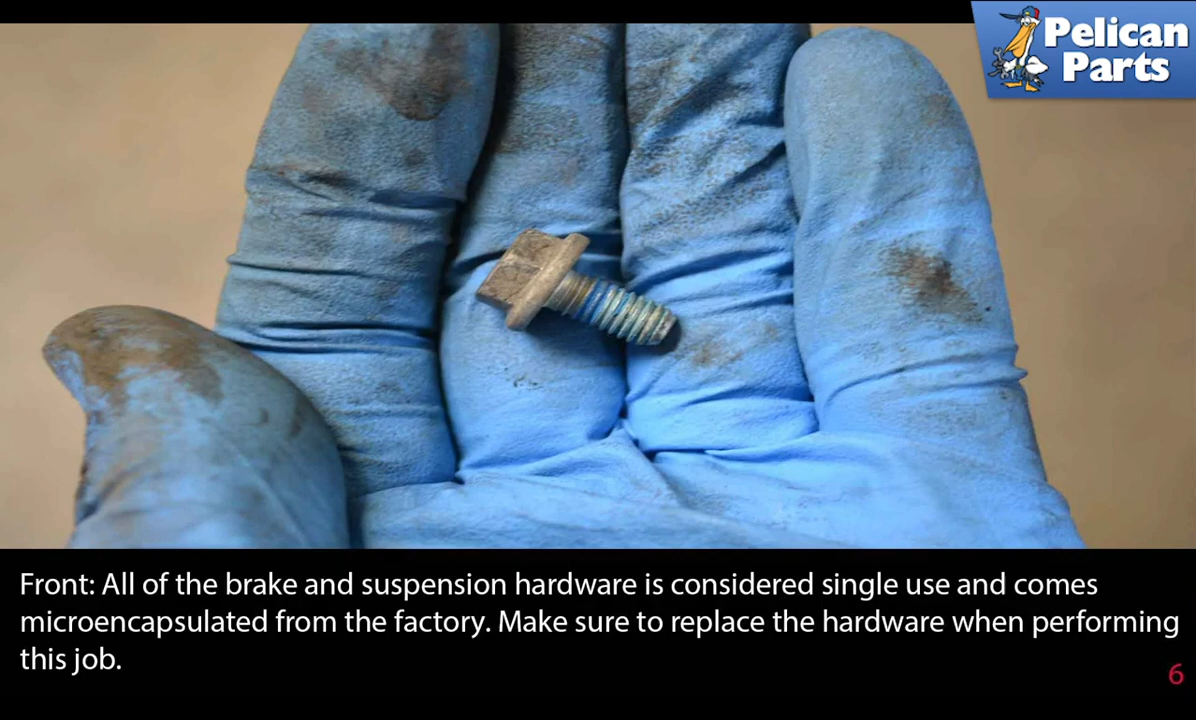 Pelican
Parts
Front: All of the brake and suspension hardware is considered single use and comes
microencapsulated from the factory. Make sure to replace the hardware when performing
this job.
6